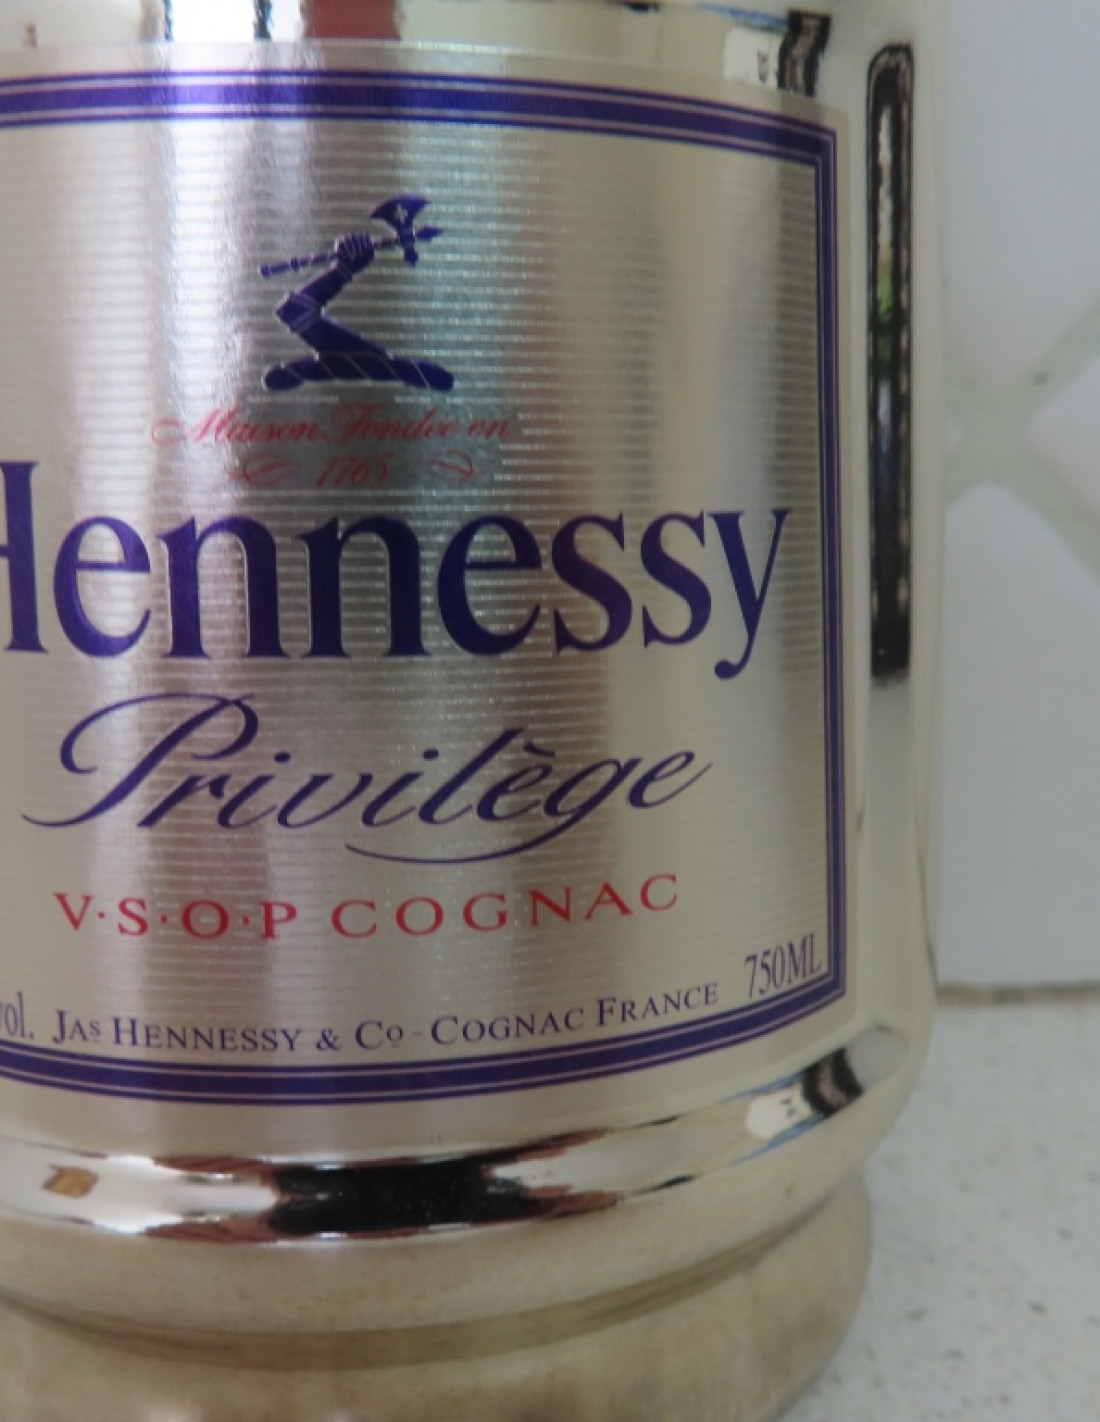 Maison Fondée en
1765
Hennessy
Privilège
V·S·O·P COGNAC
vol. JAs HENNESSY & Co - COGNAC FRANCE 750ML